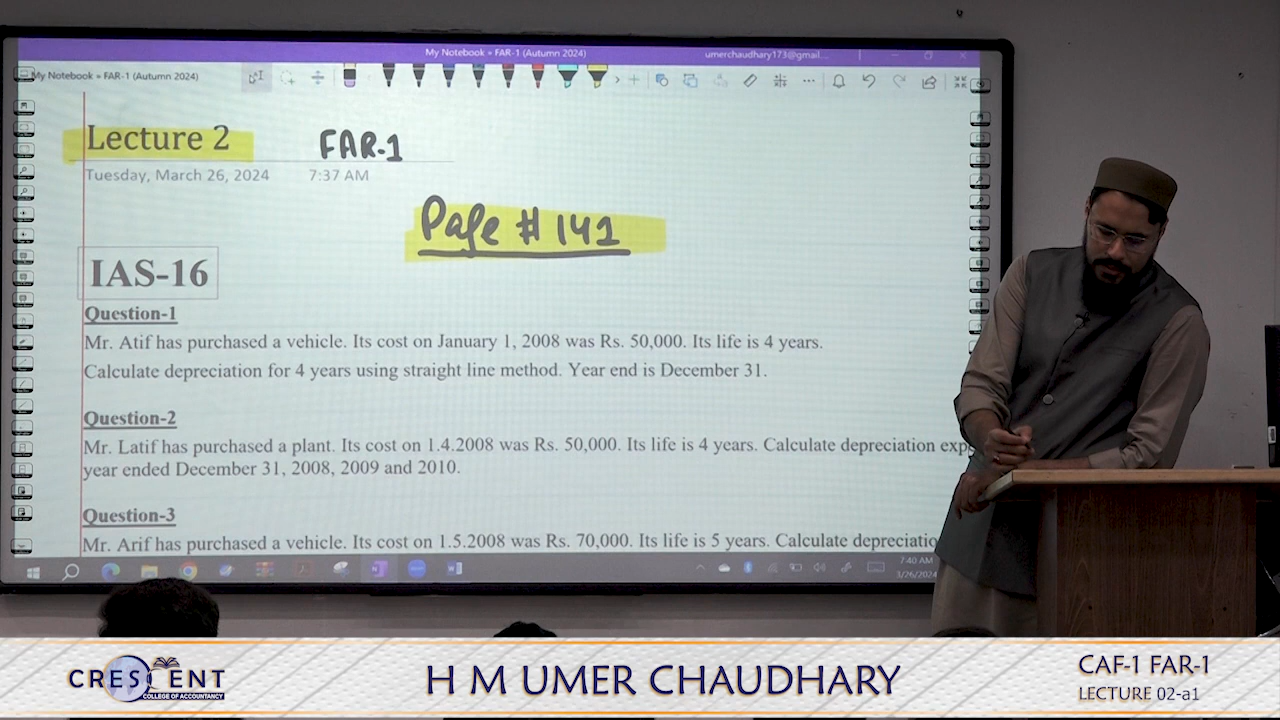 My Notebook » FAR-1 (Autumn 2024)
umerchaudhary173@gmail...
My Notebook » FAR-1 (Autumn 2024)
Lecture 2
FAR-1
Tuesday, March 26, 2024 7:37 AM
Page # 141
IAS-16
Question-1
Mr. Atif has purchased a vehicle. Its cost on January 1, 2008 was Rs. 50,000. Its life is 4 years.
Calculate depreciation for 4 years using straight line method. Year end is December 31.
Question-2
Mr. Latif has purchased a plant. Its cost on 1.4.2008 was Rs. 50,000. Its life is 4 years. Calculate depreciation exp
year ended December 31, 2008, 2009 and 2010.
Question-3
Mr. Arif has purchased a vehicle. Its cost on 1.5.2008 was Rs. 70,000. Its life is 5 years. Calculate depreciatio
7:40 AM
3/26/2024
CRESCENT
COLLEGE OF ACCOUNTANCY
H M UMER CHAUDHARY
CAF-1 FAR-1
LECTURE 02-a1